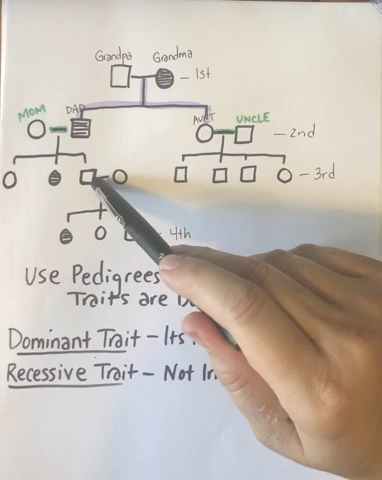 Grandpa Grandma
- 1st
MOM DAD AUNT UNCLE
- 2nd
- 3rd
4th
Use Pedigrees
Traits are
Dominant Trait - Its
Recessive Trait - Not